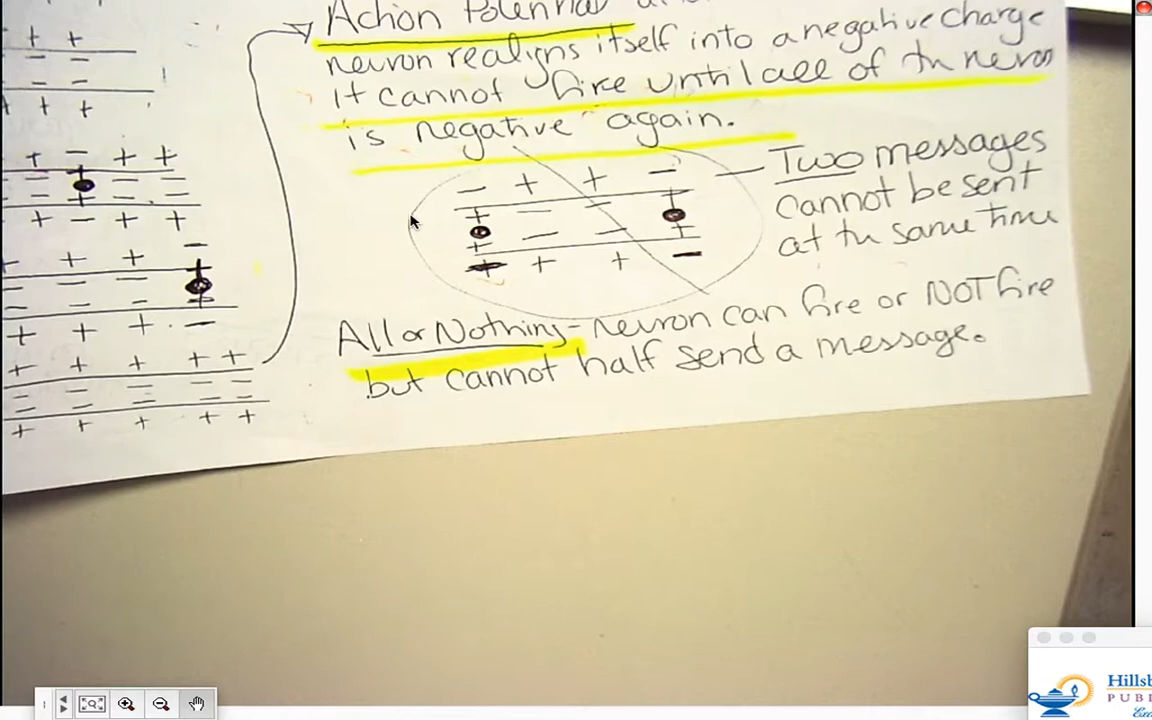 Action Potential
neuron realigns itself into a negative charge
it cannot fire until all of the neuron
is negative again.
Two messages
cannot be sent
at the same time
All or Nothing - neuron can fire or NOT fire
but cannot half send a message.
Hillsb
PUBL